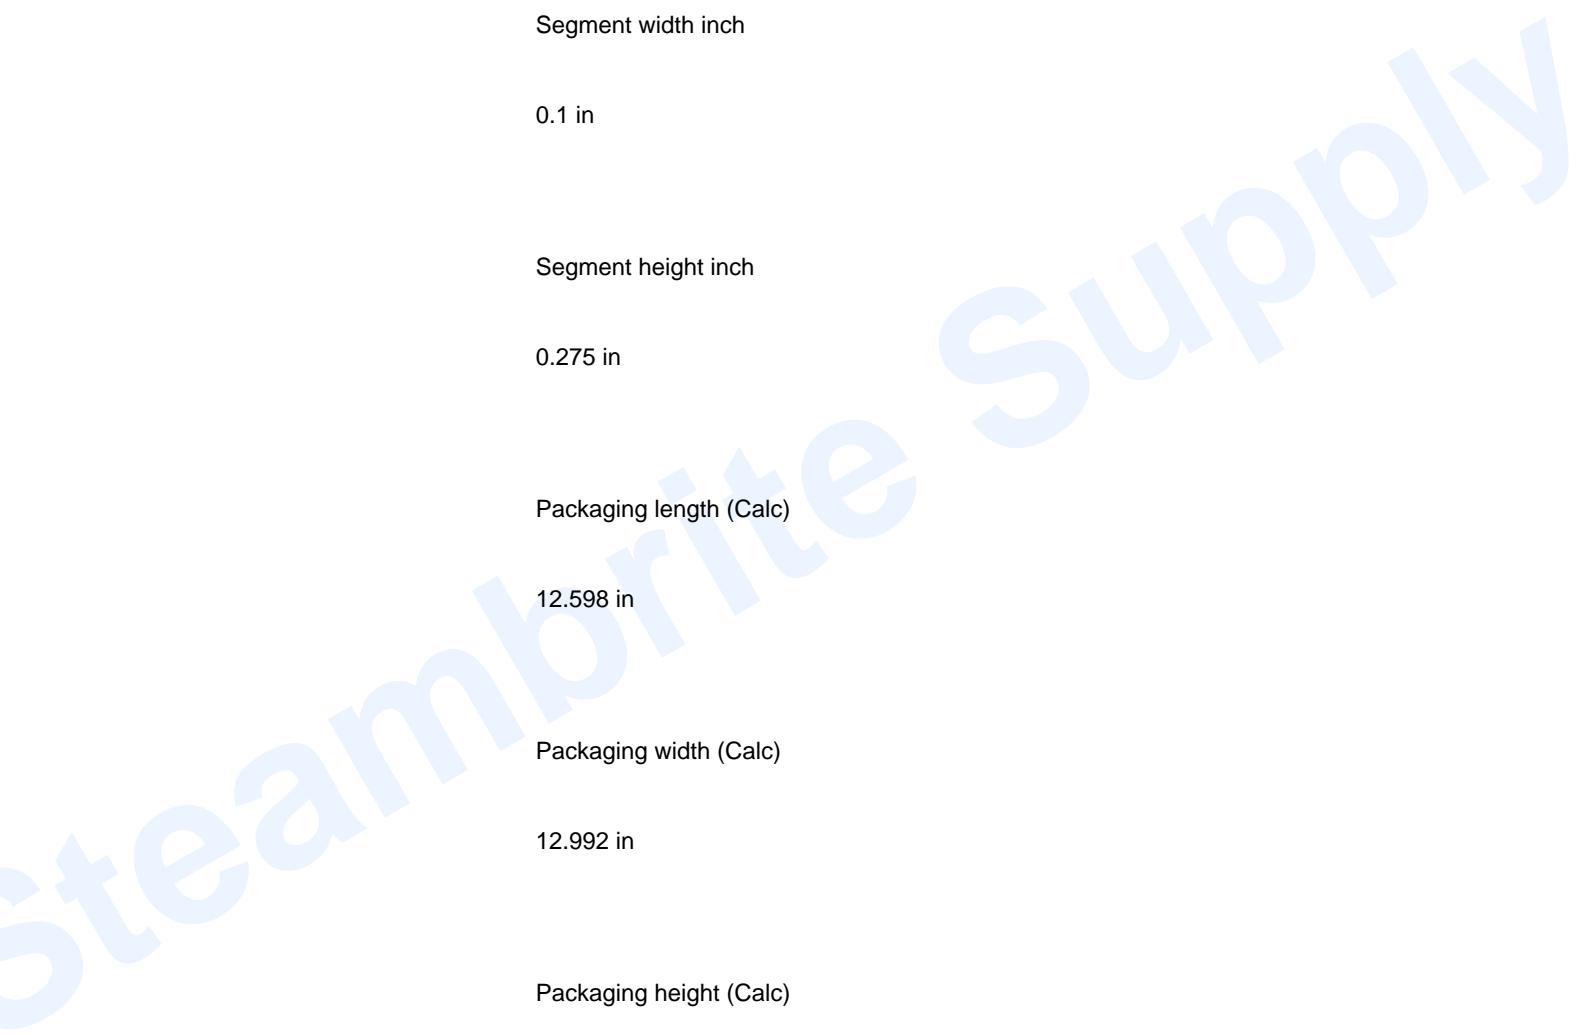 Segment width inch
0.1 in
Segment height inch
0.275 in
Packaging length (Calc)
12.598 in
Packaging width (Calc)
12.992 in
Packaging height (Calc)
Steambrite Supply